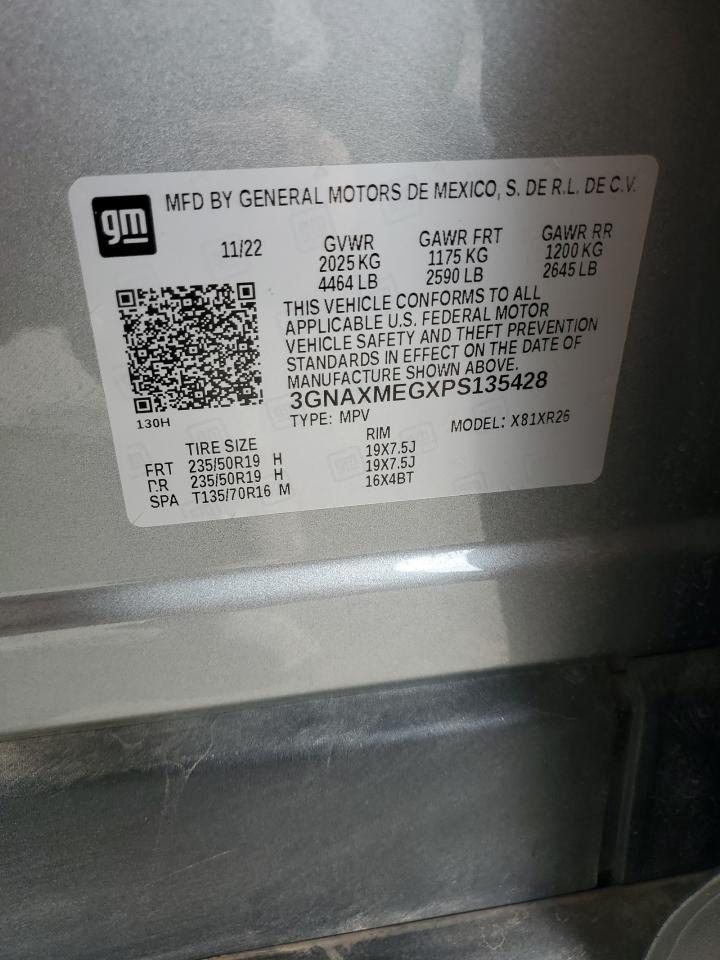 gm
MFD BY GENERAL MOTORS DE MEXICO, S. DE R.L. DE C.V.
11/22
GVWR
2025 KG
4464 LB
GAWR FRT
1175 KG
2590 LB
GAWR RR
1200 KG
2645 LB
THIS VEHICLE CONFORMS TO ALL
APPLICABLE U.S. FEDERAL MOTOR
VEHICLE SAFETY AND THEFT PREVENTION
STANDARDS IN EFFECT ON THE DATE OF
MANUFACTURE SHOWN ABOVE.
3GNAXMEGXPS135428
130H
TYPE: MPV MODEL: X81XR26
TIRE SIZE RIM
FRT 235/50R19 H 19X7.5J
RR 235/50R19 H 19X7.5J
SPA T135/70R16 M 16X4BT